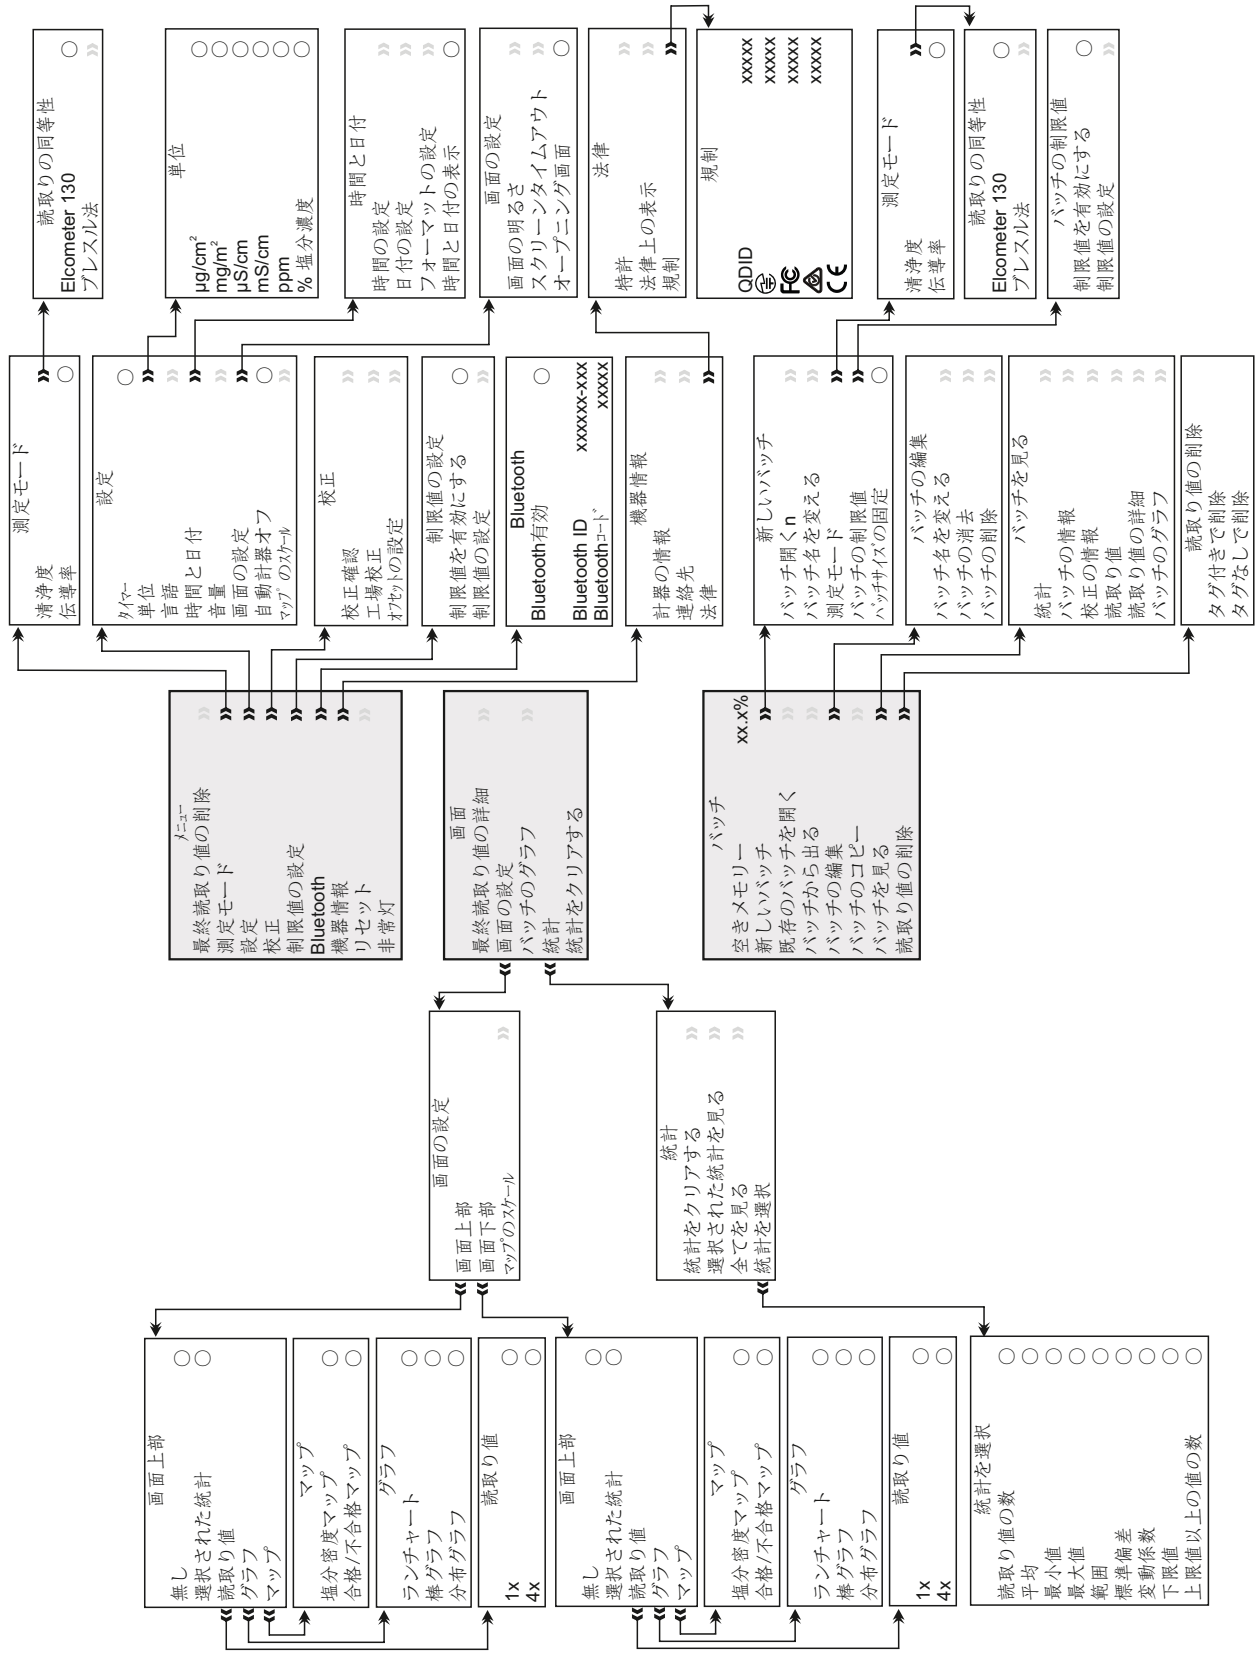 画面上部
無し
選択された統計
読取り値
グラフ
マップ
マップ
塩分密度マップ
合格/不合格マップ
グラフ
ランチャート
棒グラフ
分布グラフ
読取り値
1x
4x
画面上部
無し
選択された統計
読取り値
グラフ
マップ
マップ
塩分密度マップ
合格/不合格マップ
グラフ
ランチャート
棒グラフ
分布グラフ
読取り値
1x
4x
統計を選択
読取り値の数
平均
最小値
最大値
範囲
標準偏差
変動係数
下限値
上限値以上の値の数
画面の設定
画面上部
画面下部
マップのスケール
統計
統計をクリアする
選択された統計を見る
全てを見る
統計を選択
メニュー
最終読取り値の削除
測定モード
設定
校正
制限値の設定
Bluetooth
機器情報
リセット
非常灯
画面
最終読取り値の詳細
画面の設定
バッチのグラフ
統計
統計をクリアする
バッチ
空きメモリー xx.x%
新しいバッチ
既存のバッチを開く
バッチから出る
バッチの編集
バッチのコピー
バッチを見る
読取り値の削除
測定モード
清浄度
伝導率
設定
タイマー
単位
言語
時間と日付
音量
画面の設定
自動計器オフ
マップのスケール
校正
校正確認
工場校正
オフセットの設定
制限値の設定
制限値を有効にする
制限値の設定
Bluetooth
Bluetooth有効
Bluetooth ID xxxxxx-xxx
Bluetoothコード xxxxx
機器情報
計器の情報
連絡先
法律
新しいバッチ
バッチ開くn
バッチ名を変える
測定モード
バッチの制限値
バッチサイズの固定
バッチの編集
バッチ名を変える
バッチの消去
バッチの削除
バッチを見る
統計
バッチの情報
校正の情報
読取り値
読取り値の詳細
バッチのグラフ
読取り値の削除
タグ付きで削除
タグなしで削除
読取りの同等性
Elcometer 130
ブレスル法
単位
µg/cm²
mg/m²
µS/cm
mS/cm
ppm
% 塩分濃度
時間と日付
時間の設定
日付の設定
フォーマットの設定
時間と日付の表示
画面の設定
画面の明るさ
スクリーンタイムアウト
オープニング画面
法律
特許
法律上の表示
規制
規制
QDID xxxxx
xxxxx
FC xxxxx
xxxxx
CE
測定モード
清浄度
伝導率
読取りの同等性
Elcometer 130
ブレスル法
バッチの制限値
制限値を有効にする
制限値の設定